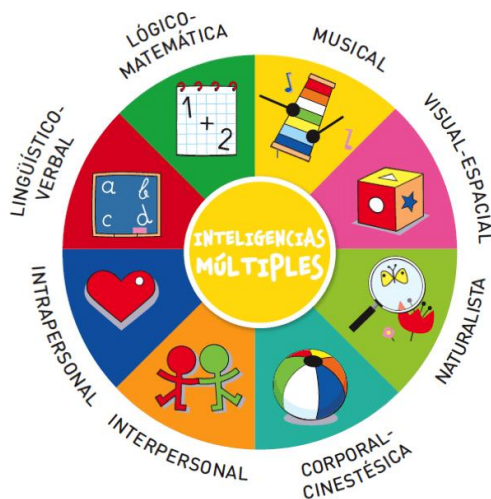 LÓGICO-
MATEMÁTICA
MUSICAL
VISUAL-ESPACIAL
NATURALISTA
CORPORAL-
CINESTÉSICA
INTERPERSONAL
INTRAPERSONAL
LINGÜÍSTICO-
VERBAL
INTELIGENCIAS
MÚLTIPLES
1
+
2
a b
c d